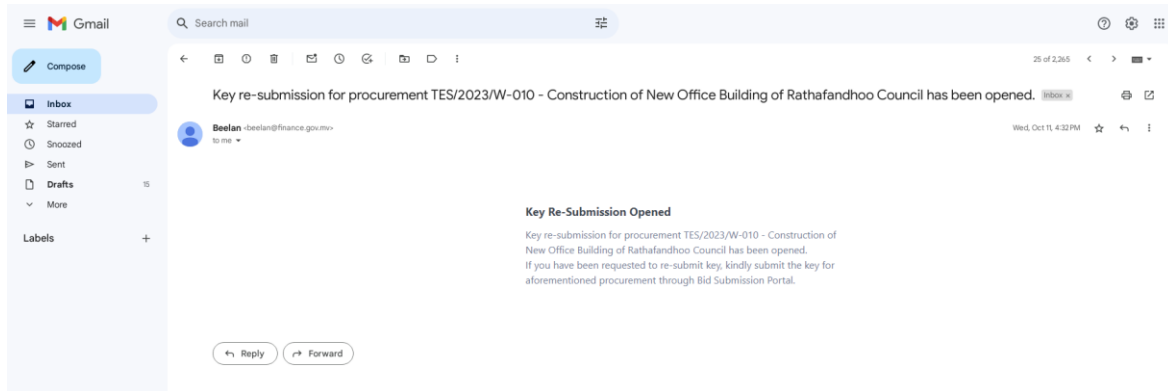 Gmail
Search mail
Compose
25 of 2,265
Inbox
Starred
Snoozed
Sent
Drafts 15
More
Labels
Key re-submission for procurement TES/2023/W-010 - Construction of New Office Building of Rathafandhoo Council has been opened. Inbox x
Beelan <beelan@finance.gov.mv> Wed, Oct 11, 4:32 PM
to me
Key Re-Submission Opened
Key re-submission for procurement TES/2023/W-010 - Construction of
New Office Building of Rathafandhoo Council has been opened.
If you have been requested to re-submit key, kindly submit the key for
aforementioned procurement through Bid Submission Portal.
Reply Forward